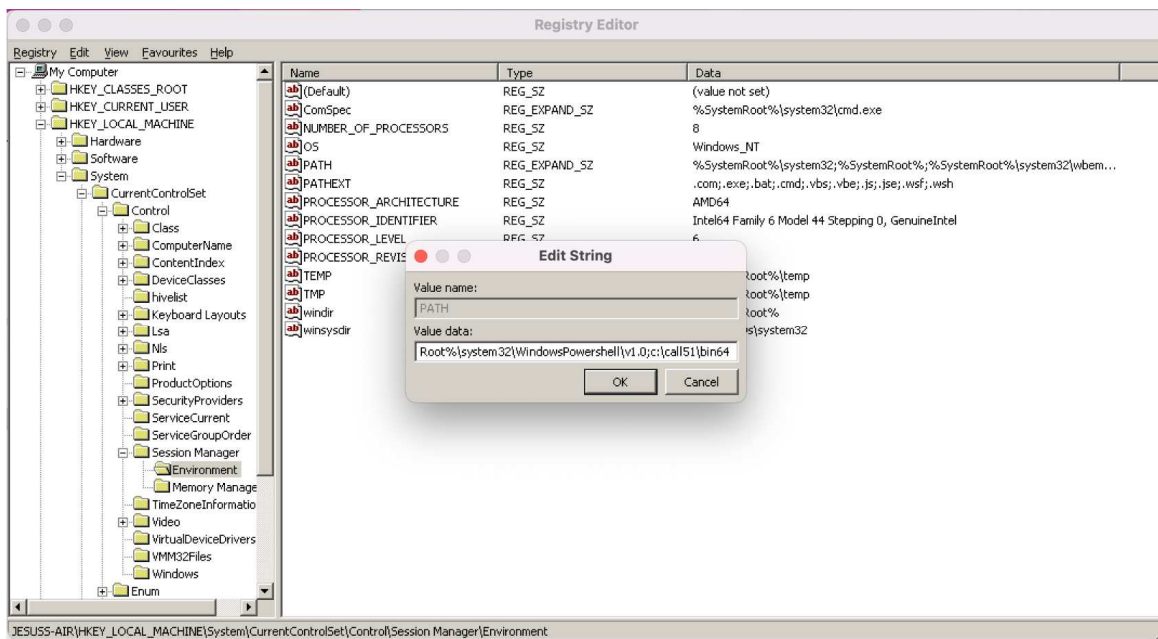 Registry Editor
Registry Edit View Favourites Help
My Computer
HKEY_CLASSES_ROOT
HKEY_CURRENT_USER
HKEY_LOCAL_MACHINE
Hardware
Software
System
CurrentControlSet
Control
Class
ComputerName
ContentIndex
DeviceClasses
hivelist
Keyboard Layouts
Lsa
Nls
Print
ProductOptions
SecurityProviders
ServiceCurrent
ServiceGroupOrder
Session Manager
Environment
Memory Manage
TimeZoneInformatio
Video
VirtualDeviceDrivers
VMM32Files
Windows
Enum
Name Type Data
(Default) REG_SZ (value not set)
ComSpec REG_EXPAND_SZ %SystemRoot%\system32\cmd.exe
NUMBER_OF_PROCESSORS REG_SZ 8
OS REG_SZ Windows_NT
PATH REG_EXPAND_SZ %SystemRoot%\system32;%SystemRoot%;%SystemRoot%\system32\wbem...
PATHEXT REG_SZ .com;.exe;.bat;.cmd;.vbs;.vbe;.js;.jse;.wsf;.wsh
PROCESSOR_ARCHITECTURE REG_SZ AMD64
PROCESSOR_IDENTIFIER REG_SZ Intel64 Family 6 Model 44 Stepping 0, GenuineIntel
PROCESSOR_LEVEL REG_SZ 6
PROCESSOR_REVIS
TEMP Root%\temp
TMP Root%\temp
windir Root%
winsysdir s\system32
Edit String
Value name:
PATH
Value data:
Root%\system32\WindowsPowershell\v1.0;c:\call51\bin64
OK Cancel
JESUSS-AIR\HKEY_LOCAL_MACHINE\System\CurrentControlSet\Control\Session Manager\Environment